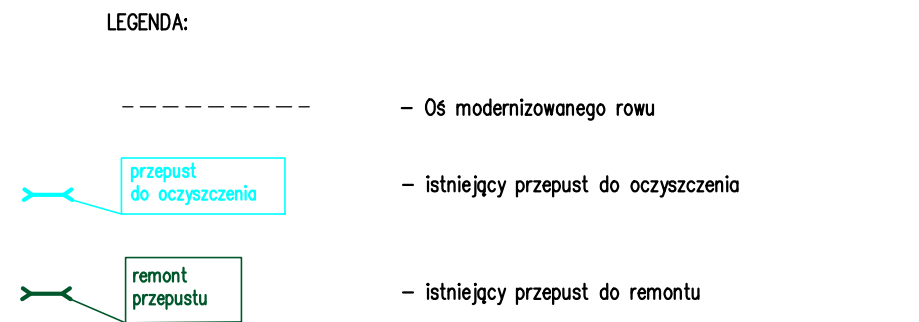 LEGENDA:
– Oś modernizowanego rowu
przepust
do oczyszczenia
– istniejący przepust do oczyszczenia
remont
przepustu
– istniejący przepust do remontu